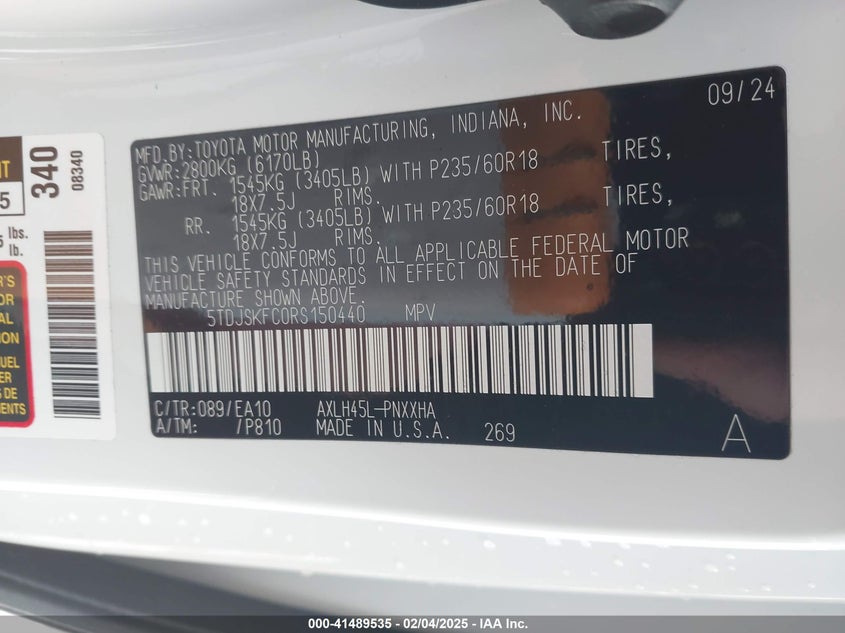 09/24
MFD.BY:TOYOTA MOTOR MANUFACTURING, INDIANA, INC.
GVWR:2800KG (6170LB)
GAWR:FRT. 1545KG (3405LB) WITH P235/60R18 TIRES,
18X7.5J RIMS.
RR. 1545KG (3405LB) WITH P235/60R18 TIRES,
18X7.5J RIMS.
THIS VEHICLE CONFORMS TO ALL APPLICABLE FEDERAL MOTOR
VEHICLE SAFETY STANDARDS IN EFFECT ON THE DATE OF
MANUFACTURE SHOWN ABOVE.
5TDJSKFC0RS150440 MPV
C/TR:089/EA10 AXLH45L-PNXXHA
A/TM: /P810 MADE IN U.S.A. 269
A
340
08340
5
lbs.
lb.
000-41489535 - 02/04/2025 - IAA Inc.